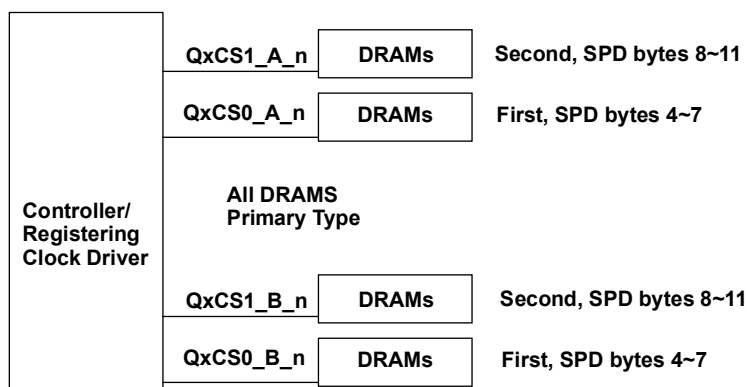 QxCS1_A_n DRAMs Second, SPD bytes 8~11
QxCS0_A_n DRAMs First, SPD bytes 4~7
All DRAMS
Primary Type
Controller/
Registering
Clock Driver
QxCS1_B_n DRAMs Second, SPD bytes 8~11
QxCS0_B_n DRAMs First, SPD bytes 4~7